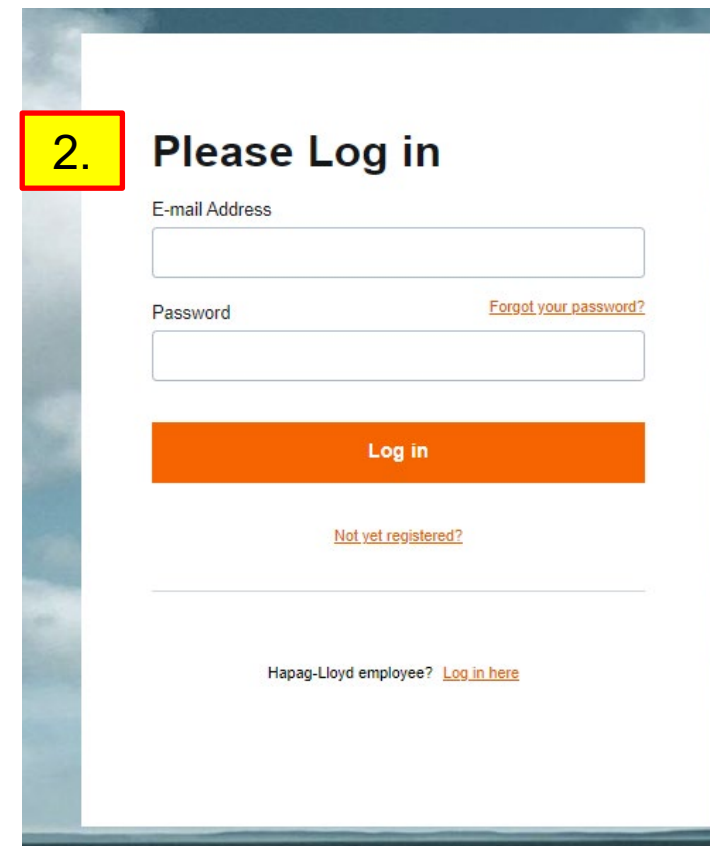 2.
Please Log in
E-mail Address
Password
Forgot your password?
Log in
Not yet registered?
Hapag-Lloyd employee? Log in here